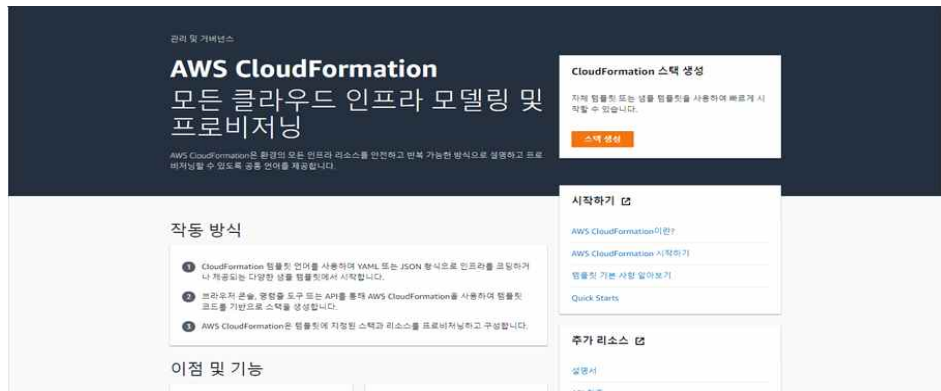 관리 및 거버넌스
AWS CloudFormation
모든 클라우드 인프라 모델링 및
프로비저닝
AWS CloudFormation은 환경의 모든 인프라 리소스를 안전하고 반복 가능한 방식으로 설명하고 프로
비저닝할 수 있도록 공통 언어를 제공합니다.
CloudFormation 스택 생성
자체 템플릿 또는 샘플 템플릿을 사용하여 빠르게 시
작할 수 있습니다.
스택 생성
시작하기
AWS CloudFormation이란?
AWS CloudFormation 시작하기
템플릿 기본 사항 알아보기
Quick Starts
작동 방식
1 CloudFormation 템플릿 언어를 사용하여 YAML 또는 JSON 형식으로 인프라를 코딩하거
나 제공되는 다양한 샘플 템플릿에서 시작합니다.
2 브라우저 콘솔, 명령줄 도구 또는 API를 통해 AWS CloudFormation을 사용하여 템플릿
코드를 기반으로 스택을 생성합니다.
3 AWS CloudFormation은 템플릿에 지정된 스택과 리소스를 프로비저닝하고 구성합니다.
추가 리소스
설명서
이점 및 기능